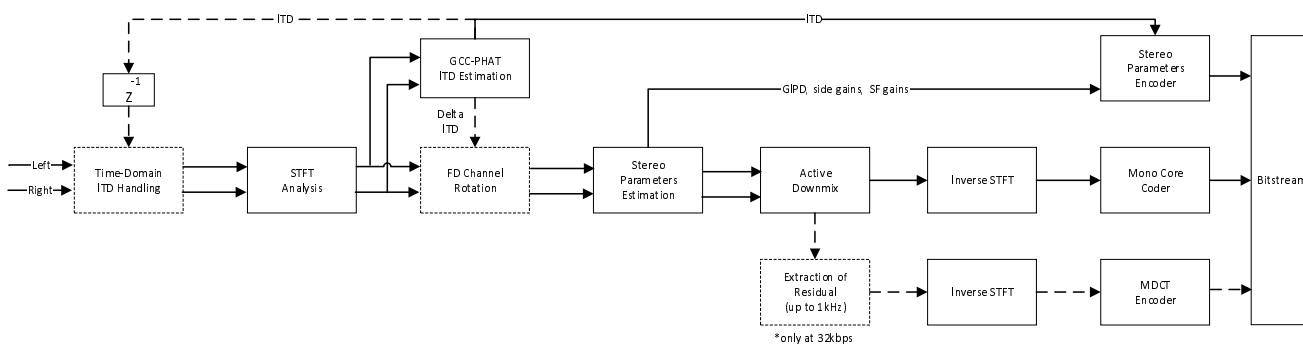 ITD
ITD
GCC-PHAT
ITD Estimation
Stereo
Parameters
Encoder
-1
Z
GIPD, side gains, SF gains
Delta
ITD
Left
Right
Time-Domain
ITD Handling
STFT
Analysis
FD Channel
Rotation
Stereo
Parameters
Estimation
Active
Downmix
Inverse STFT
Mono Core
Coder
Bitstream
Extraction of
Residual
(up to 1kHz)
Inverse STFT
MDCT
Encoder
*only at 32kbps